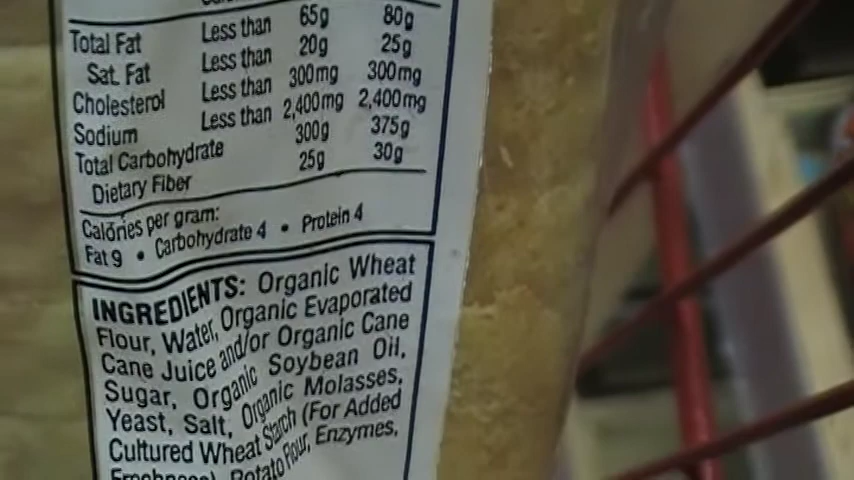 Total Fat Less than 65g 80g
Sat. Fat Less than 20g 25g
Cholesterol Less than 300mg 300mg
Sodium Less than 2,400mg 2,400mg
Total Carbohydrate 300g 375g
Dietary Fiber 25g 30g
Calories per gram:
Fat 9 • Carbohydrate 4 • Protein 4
INGREDIENTS: Organic Wheat
Flour, Water, Organic Evaporated
Cane Juice and/or Organic Cane
Sugar, Organic Soybean Oil,
Yeast, Salt, Organic Molasses,
Cultured Wheat Starch (For Added
Freshness), Potato Flour, Enzymes,